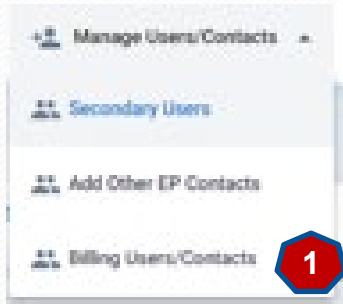 Manage Users/Contacts
Secondary Users
Add Other EP Contacts
Billing Users/Contacts
1